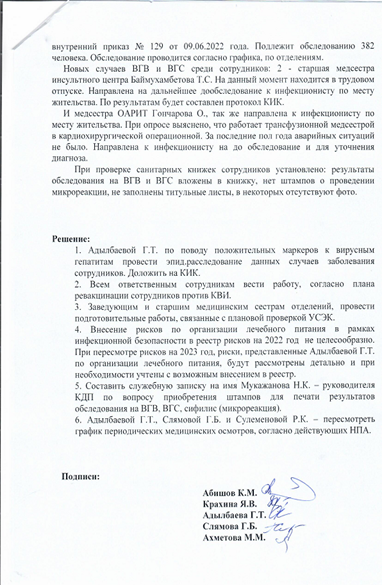 внутренний приказ № 129 от 09.06.2022 года. Подлежит обследованию 382
человека. Обследование проводится согласно графика, по отделениям.
Новых случаев ВГВ и ВГС среди сотрудников: 2 - старшая медсестра
инсультного центра Баймухамбетова Т.С. На данный момент находится в трудовом
отпуске. Направлена на дальнейшее дообследование к инфекционисту по месту
жительства. По результатам будет составлен протокол КИК.
И медсестра ОАРИТ Гончарова О., так же направлена к инфекционисту по
месту жительства. При опросе выяснено, что работает трансфузионной медсестрой
в кардиохирургической операционной. За последние пол года аварийных ситуаций
не было. Направлена к инфекционисту на до обследование и для уточнения
диагноза.
При проверке санитарных книжек сотрудников установлено: результаты
обследования на ВГВ и ВГС вложены в книжку, нет штампов о проведении
микрореакции, не заполнены титульные листы, в некоторых отсутствуют фото.
Решение:
1. Адылбаевой Г.Т. по поводу положительных маркеров к вирусным
гепатитам провести эпид.расследование данных случаев заболевания
сотрудников. Доложить на КИК.
2. Всем ответственным сотрудникам вести работу, согласно плана
ревакцинации сотрудников против КВИ.
3. Заведующим и старшим медицинским сестрам отделений, провести
подготовительные работы, связанные с плановой проверкой УСЭК.
4. Внесение рисков по организации лечебного питания в рамках
инфекционной безопасности в реестр рисков на 2022 год не целесообразно.
При пересмотре рисков на 2023 год, риски, представленные Адылбаевой Г.Т.
по организации лечебного питания, будут рассмотрены детально и при
необходимости учтены с возможным внесением в реестр.
5. Составить служебную записку на имя Мукажанова Н.К. – руководителя
КДП по вопросу приобретения штампов для печати результатов
обследования на ВГВ, ВГС, сифилис (микрореакция).
6. Адылбаевой Г.Т., Слямовой Г.Б. и Сулеменовой Р.К. – пересмотреть
график периодических медицинских осмотров, согласно действующих НПА.
Подписи:
Абишов К.М.
Крахина Я.В.
Адылбаева Г.Т.
Слямова Г.Б.
Ахметова М.М.